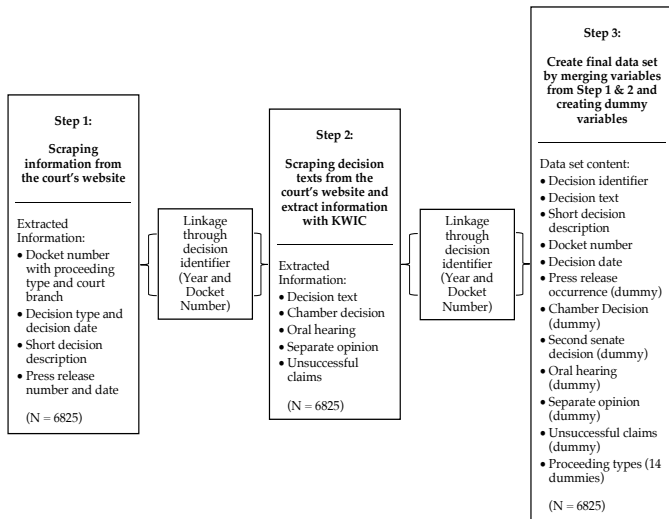 Step 1:
Scraping
information from
the court's website
Extracted
Information:
• Docket number
with proceeding
type and court
branch
• Decision type and
decision date
• Short decision
description
• Press release
number and date
(N = 6825)
Linkage
through
decision
identifier
(Year and
Docket
Number)
Step 2:
Scraping decision
texts from the
court's website and
extract information
with KWIC
Extracted
Information:
• Decision text
• Chamber decision
• Oral hearing
• Separate opinion
• Unsuccessful
claims
(N = 6825)
Linkage
through
decision
identifier
(Year and
Docket
Number)
Step 3:
Create final data set
by merging variables
from Step 1 & 2 and
creating dummy
variables
Data set content:
• Decision identifier
• Decision text
• Short decision
description
• Docket number
• Decision date
• Press release
occurrence (dummy)
• Chamber Decision
(dummy)
• Second senate
decision (dummy)
• Oral hearing
(dummy)
• Separate opinion
(dummy)
• Unsuccessful claims
(dummy)
• Proceeding types (14
dummies)
(N = 6825)